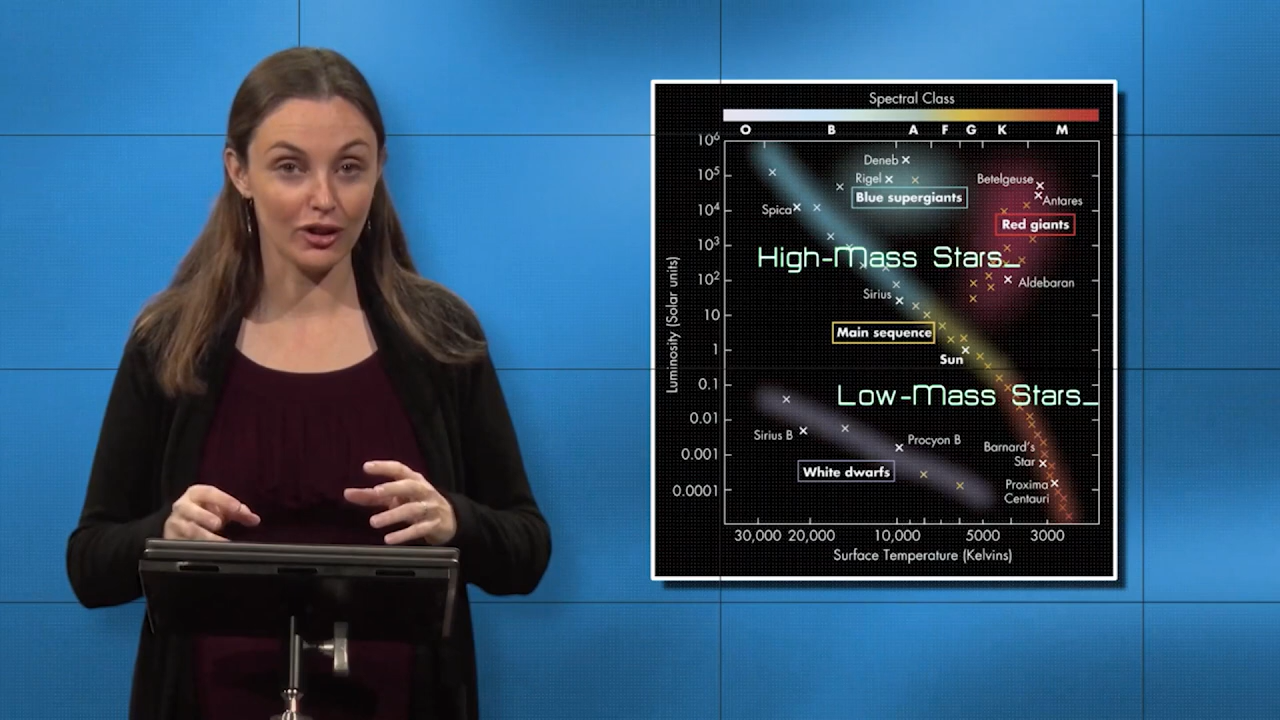 Spectral Class
O B A F G K M
10⁶
10⁵
10⁴
10³
10²
10
1
0.1
0.01
0.001
0.0001
Luminosity (Solar units)
Deneb
Rigel
Blue supergiants
Betelgeuse
Antares
Spica
Red giants
High-Mass Stars_
Aldebaran
Sirius
Main sequence
Sun
Low-Mass Stars_
Sirius B
Procyon B
Barnard's
Star
White dwarfs
Proxima
Centauri
30,000 20,000 10,000 5000 3000
Surface Temperature (Kelvins)